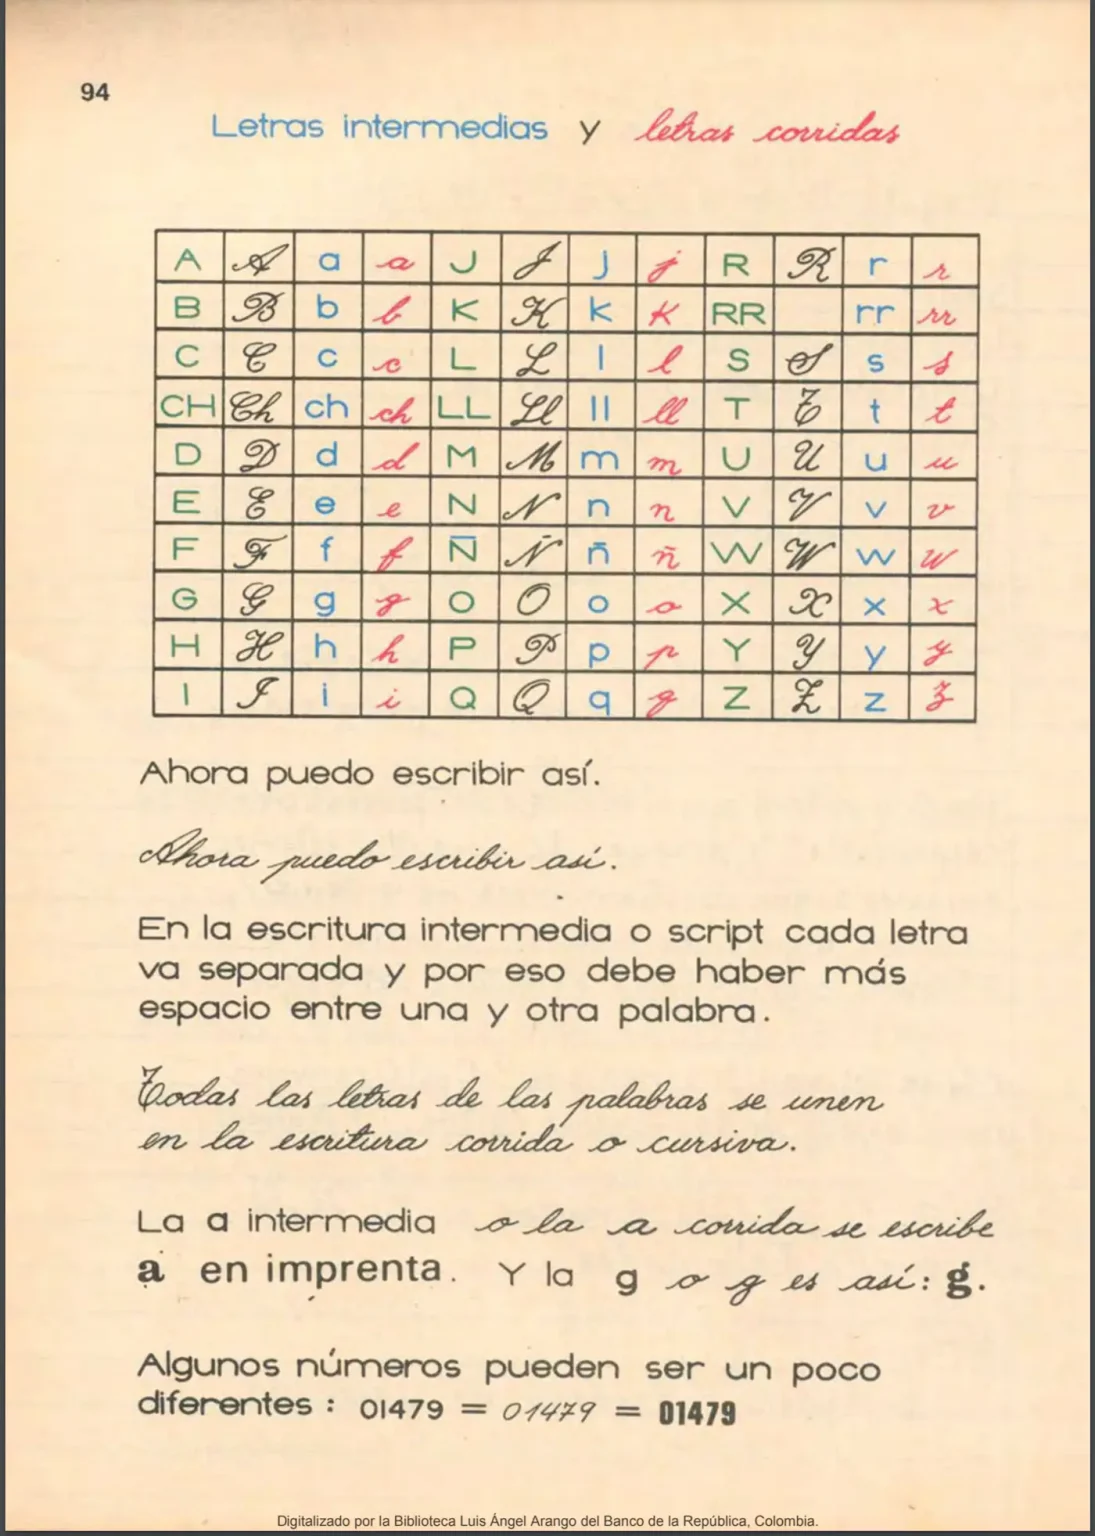 94
Letras intermedias y letras corridas
A A a a J J j j R R r r
B B b b K K k k RR rr rr
C C c c L L l l S S s s
CH Ch ch ch LL Ll ll ll T T t t
D D d d M M m m U U u u
E E e e N N n n V V v v
F F f f Ñ Ñ ñ ñ W W w w
G G g g O O o o X X x x
H H h h P P p p Y Y y y
I I i i Q Q q q Z Z z z
Ahora puedo escribir así.
Ahora puedo escribir así.
En la escritura intermedia o script cada letra
va separada y por eso debe haber más
espacio entre una y otra palabra.
Todas las letras de las palabras se unen
en la escritura corrida o cursiva.
La a intermedia o la a corrida se escribe
a en imprenta. Y la g o g es así: g.
Algunos números pueden ser un poco
diferentes : 01479 = 01479 = 01479
Digitalizado por la Biblioteca Luis Ángel Arango del Banco de la República, Colombia.